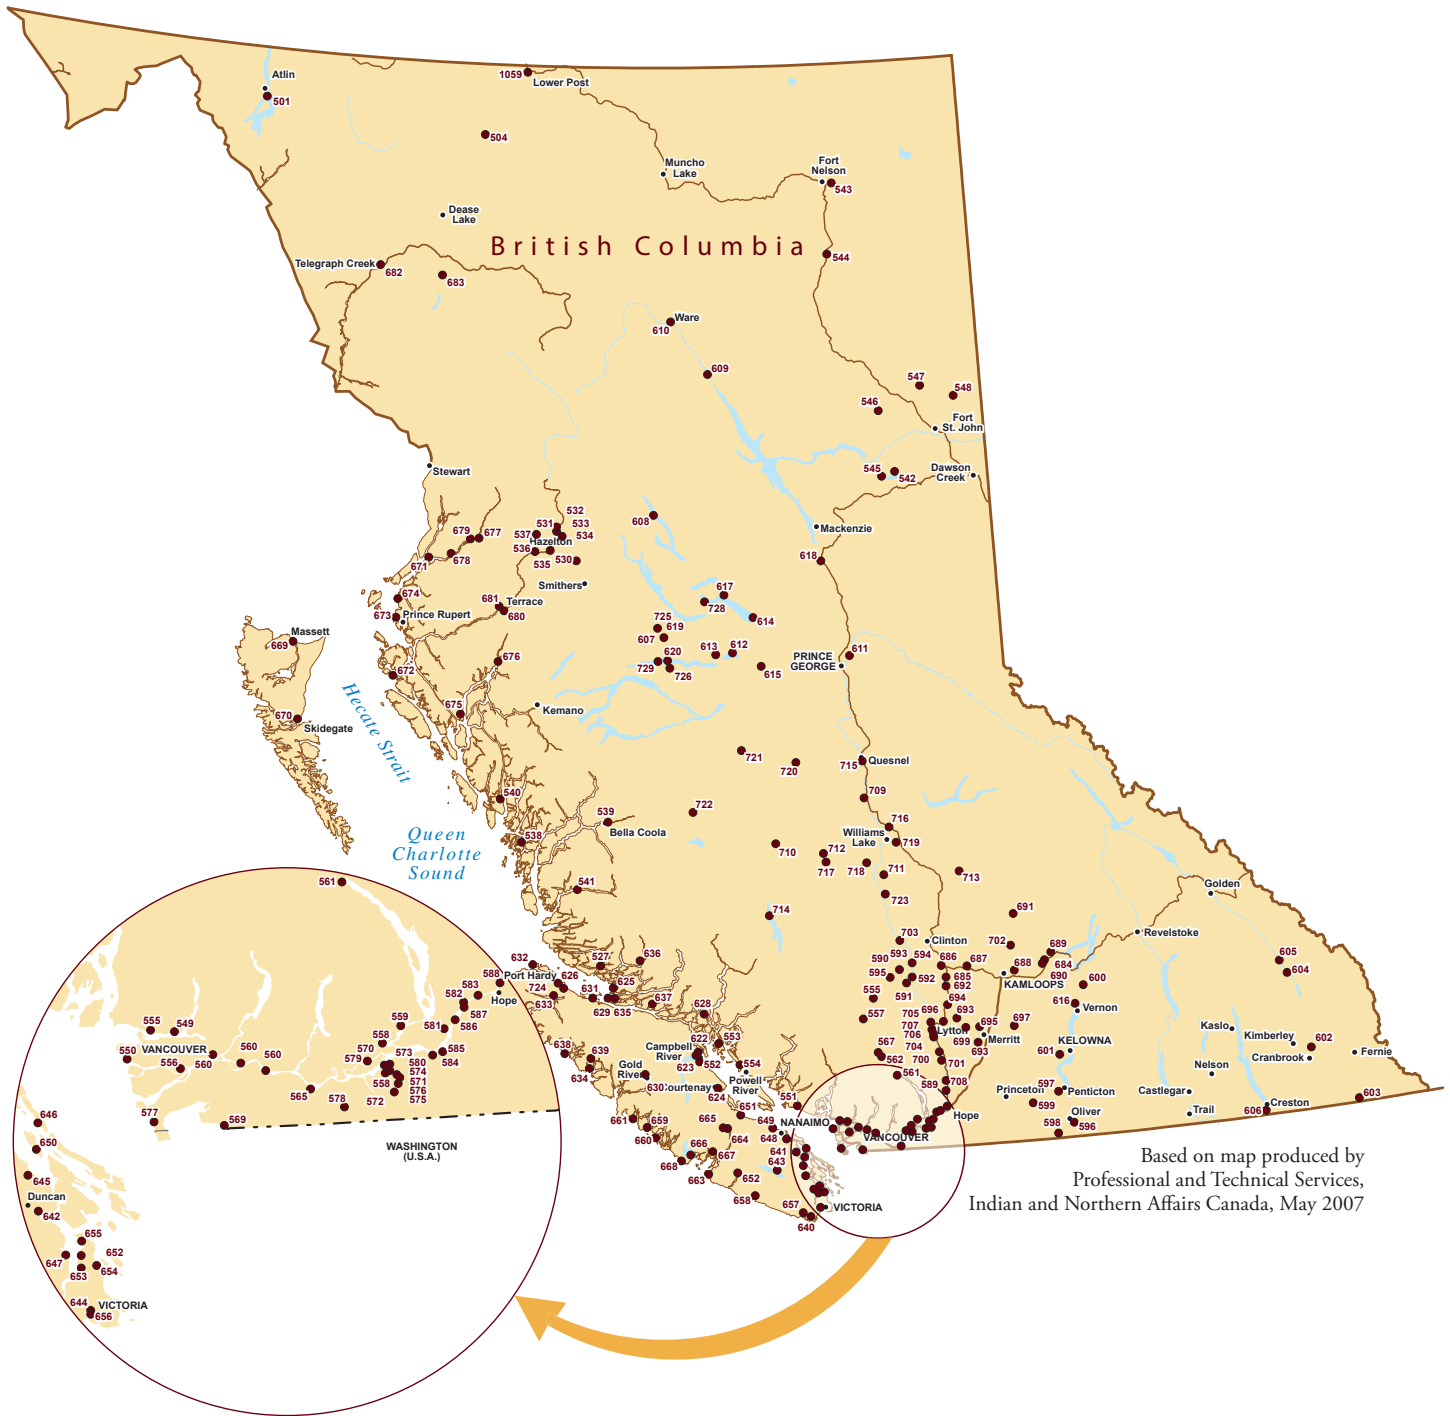 Atlin
501
1059
Lower Post
504
Muncho
Lake
Fort
Nelson
543
Dease
Lake
British Columbia
544
Telegraph Creek
682
683
Ware
610
609
547
548
546
Fort
St. John
545
542
Dawson
Creek
Stewart
532
531
533
537
534
Hazelton
536
535
530
679
677
678
671
608
Mackenzie
618
Smithers
674
681
Terrace
680
673
Prince Rupert
617
728
614
725
619
607
620
613
612
729
726
615
PRINCE
GEORGE
611
Massett
669
676
672
Hecate Strait
675
Kemano
670
Skidegate
721
720
715
Quesnel
709
540
539
Bella Coola
722
538
716
Williams
Lake
719
Queen
Charlotte
Sound
710
712
717
718
711
713
723
541
714
691
Golden
Revelstoke
703
Clinton
702
689
688
684
690
KAMLOOPS
605
604
600
590
593
594
686
687
595
592
685
692
591
555
694
616
Vernon
632
527
636
Port Hardy
626
724
625
633
631
629
635
637
628
557
705
696
693
695
697
707
Lytton
706
699
Merritt
693
704
700
701
567
562
561
708
589
KELOWNA
601
Kaslo
Kimberley
602
Cranbrook
Fernie
638
639
634
Campbell
River
622
553
623
552
554
Gold
River
630
Courtenay
Powell
River
624
551
651
Nelson
Princeton
597
Penticton
599
Castlegar
Oliver
596
598
Trail
606
Creston
603
661
659
660
665
664
649
648
NANAIMO
VANCOUVER
Hope
666
667
668
663
641
643
652
658
657
640
VICTORIA
561
588
583
Hope
582
587
586
581
559
558
555
549
550
VANCOUVER
556
560
560
570
579
573
580
574
571
576
575
558
572
585
584
565
578
577
569
WASHINGTON
(U.S.A.)
646
650
645
Duncan
642
655
647
652
653
654
644
VICTORIA
656
Based on map produced by
Professional and Technical Services,
Indian and Northern Affairs Canada, May 2007